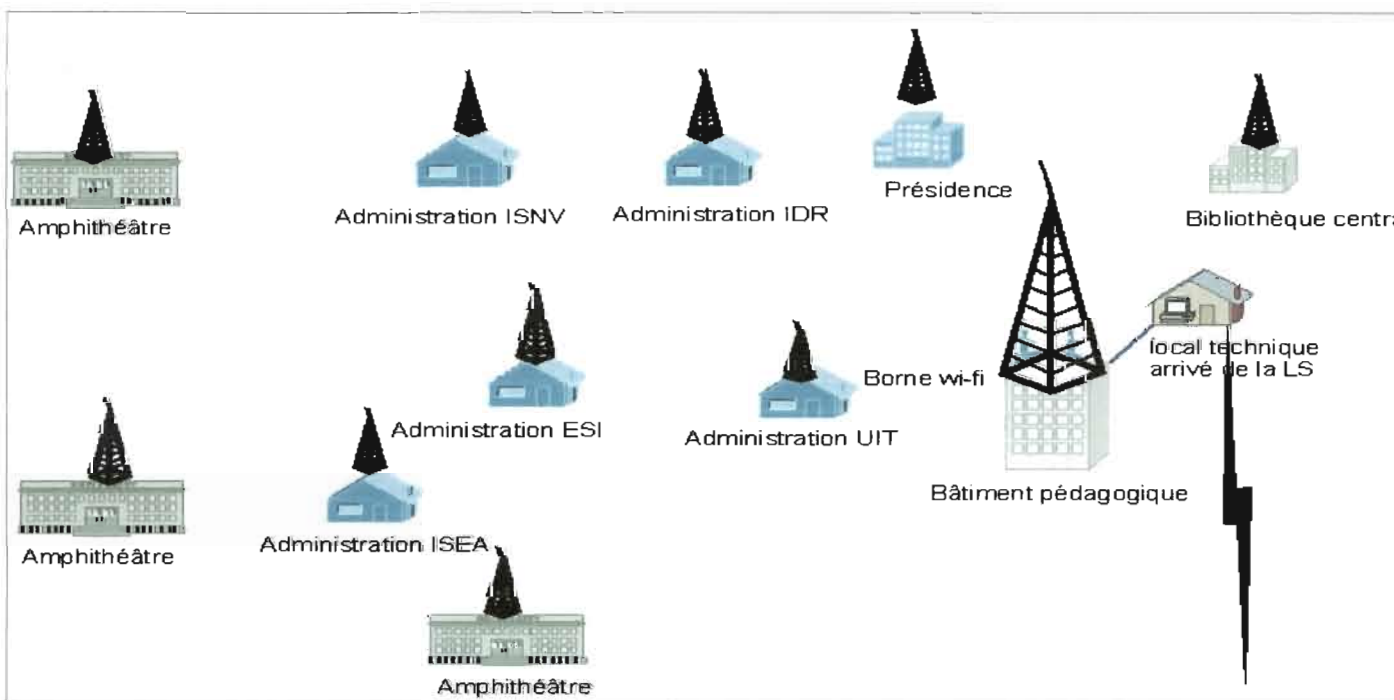 Présidence
Amphithéâtre
Administration ISNV
Administration IDR
Bibliothèque centra
local technique
arrivé de la LS
Borne wi-fi
Administration ESI
Administration UIT
Bâtiment pédagogique
Amphithéâtre
Administration ISEA
Amphithéâtre